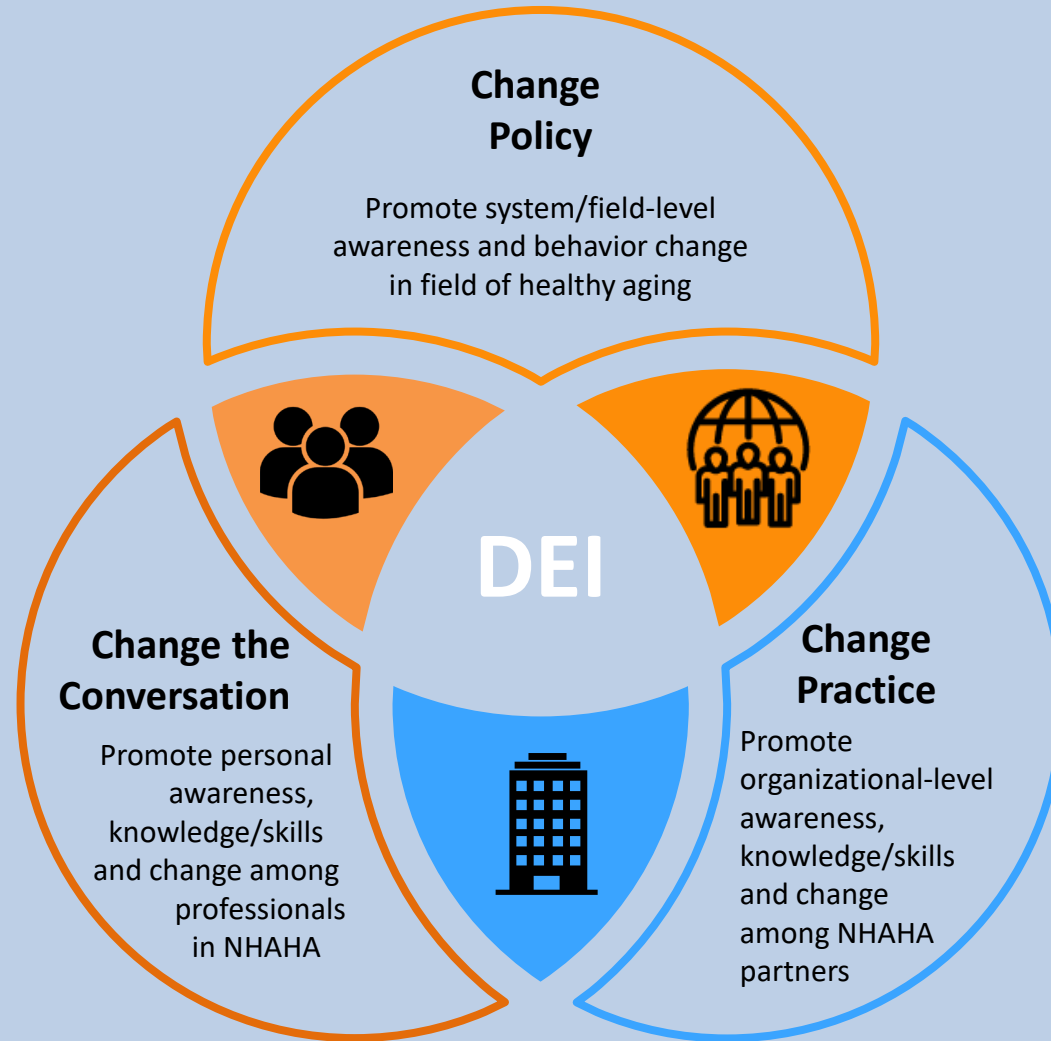 Change
Policy
Promote system/field-level
awareness and behavior change
in field of healthy aging
DEI
Change the
Conversation
Promote personal
awareness,
knowledge/skills
and change among
professionals
in NHAHA
Change
Practice
Promote
organizational-level
awareness,
knowledge/skills
and change
among NHAHA
partners